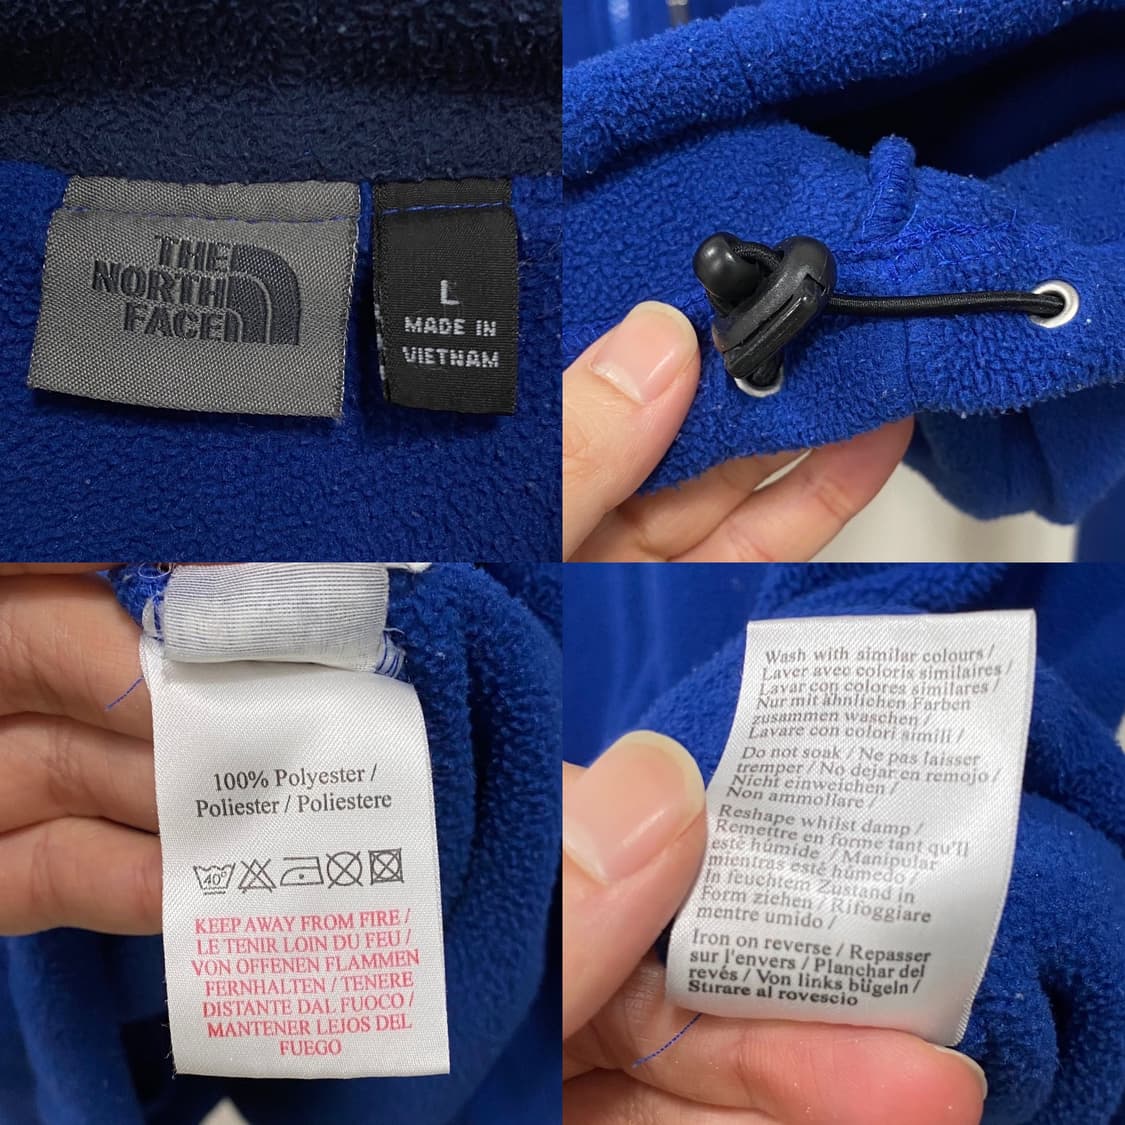 THE
NORTH
FACE
L
MADE IN
VIETNAM
100% Polyester /
Poliester / Poliestere
40°
KEEP AWAY FROM FIRE /
LE TENIR LOIN DU FEU /
VON OFFENEN FLAMMEN
FERNHALTEN / TENERE
DISTANTE DAL FUOCO /
MANTENER LEJOS DEL
FUEGO
Wash with similar colours /
Laver avec coloris similaires /
Lavar con colores similares /
Nur mit ähnlichen Farben
zusammen waschen /
Lavare con colori simili /
Do not soak / Ne pas laisser
tremper / No dejar en remojo /
Nicht einweichen /
Non ammollare /
Reshape whilst damp /
Remettre en forme tant qu'll
esté húmide / Manipular
mientras esté húmedo /
In feuchtem Zustand in
Form ziehen / Rifoggiare
mentre umido /
Iron on reverse / Repasser
sur l'envers / Planchar del
revés / Von links bügeln /
Stirare al rovescio